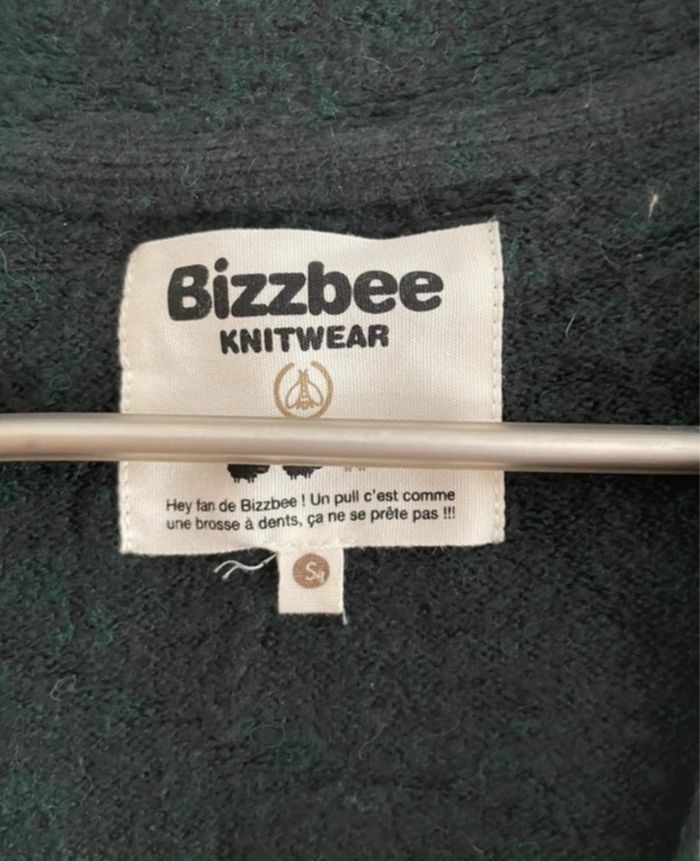 Bizzbee
KNITWEAR
Hey fan de Bizzbee ! Un pull c'est comme
une brosse à dents, ça ne se prête pas !!!
S